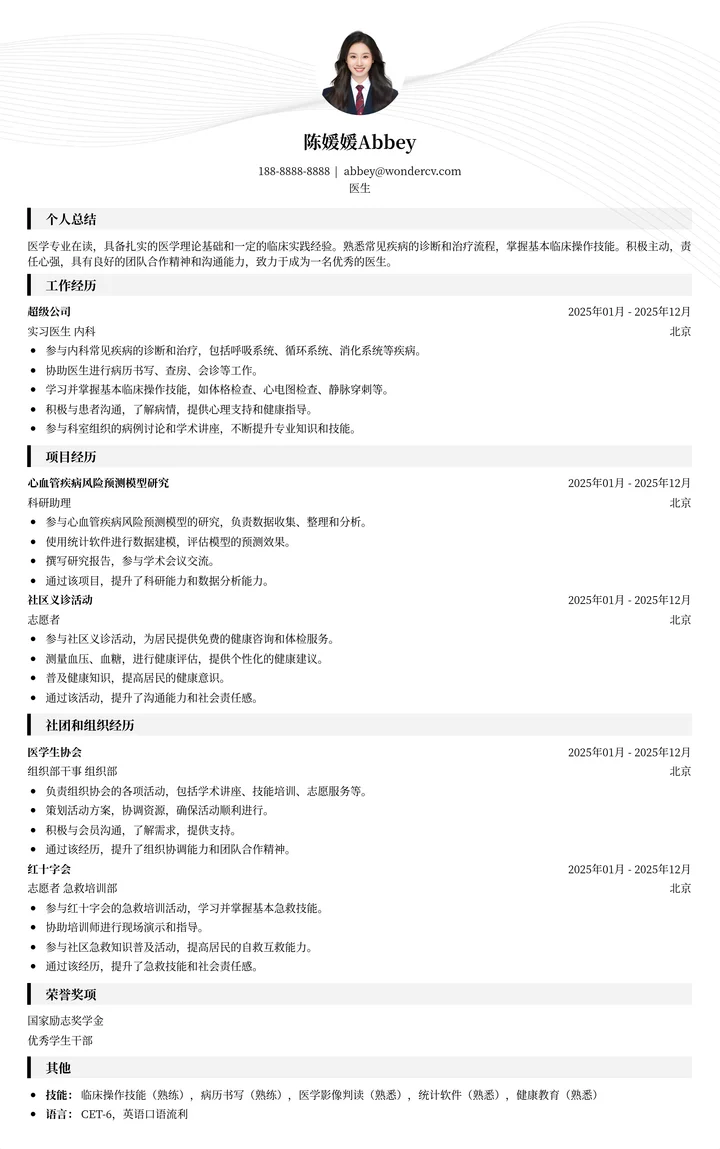 陈媛媛Abbey
188-8888-8888 | abbey@wondercv.com
医生
个人总结
医学专业在读，具备扎实的医学理论基础和一定的临床实践经验。熟悉常见疾病的诊断和治疗流程，掌握基本临床操作技能。积极主动，责
任心强，具有良好的团队合作精神和沟通能力，致力于成为一名优秀的医生。
工作经历
超级公司 2025年01月 - 2025年12月
实习医生 内科 北京
• 参与内科常见疾病的诊断和治疗，包括呼吸系统、循环系统、消化系统等疾病。
• 协助医生进行病历书写、查房、会诊等工作。
• 学习并掌握基本临床操作技能，如体格检查、心电图检查、静脉穿刺等。
• 积极与患者沟通，了解病情，提供心理支持和健康指导。
• 参与科室组织的病例讨论和学术讲座，不断提升专业知识和技能。
项目经历
心血管疾病风险预测模型研究 2025年01月 - 2025年12月
科研助理 北京
• 参与心血管疾病风险预测模型的研究，负责数据收集、整理和分析。
• 使用统计软件进行数据建模，评估模型的预测效果。
• 撰写研究报告，参与学术会议交流。
• 通过该项目，提升了科研能力和数据分析能力。
社区义诊活动 2025年01月 - 2025年12月
志愿者 北京
• 参与社区义诊活动，为居民提供免费的健康咨询和体检服务。
• 测量血压、血糖，进行健康评估，提供个性化的健康建议。
• 普及健康知识，提高居民的健康意识。
• 通过该活动，提升了沟通能力和社会责任感。
社团和组织经历
医学生协会 2025年01月 - 2025年12月
组织部干事 组织部 北京
• 负责组织协会的各项活动，包括学术讲座、技能培训、志愿服务等。
• 策划活动方案，协调资源，确保活动顺利进行。
• 积极与会员沟通，了解需求，提供支持。
• 通过该经历，提升了组织协调能力和团队合作精神。
红十字会 2025年01月 - 2025年12月
志愿者 急救培训部 北京
• 参与红十字会的急救培训活动，学习并掌握基本急救技能。
• 协助培训师进行现场演示和指导。
• 参与社区急救知识普及活动，提高居民的自救互救能力。
• 通过该经历，提升了急救技能和社会责任感。
荣誉奖项
国家励志奖学金
优秀学生干部
其他
• 技能： 临床操作技能（熟练），病历书写（熟练），医学影像判读（熟悉），统计软件（熟悉），健康教育（熟悉）
• 语言： CET-6，英语口语流利